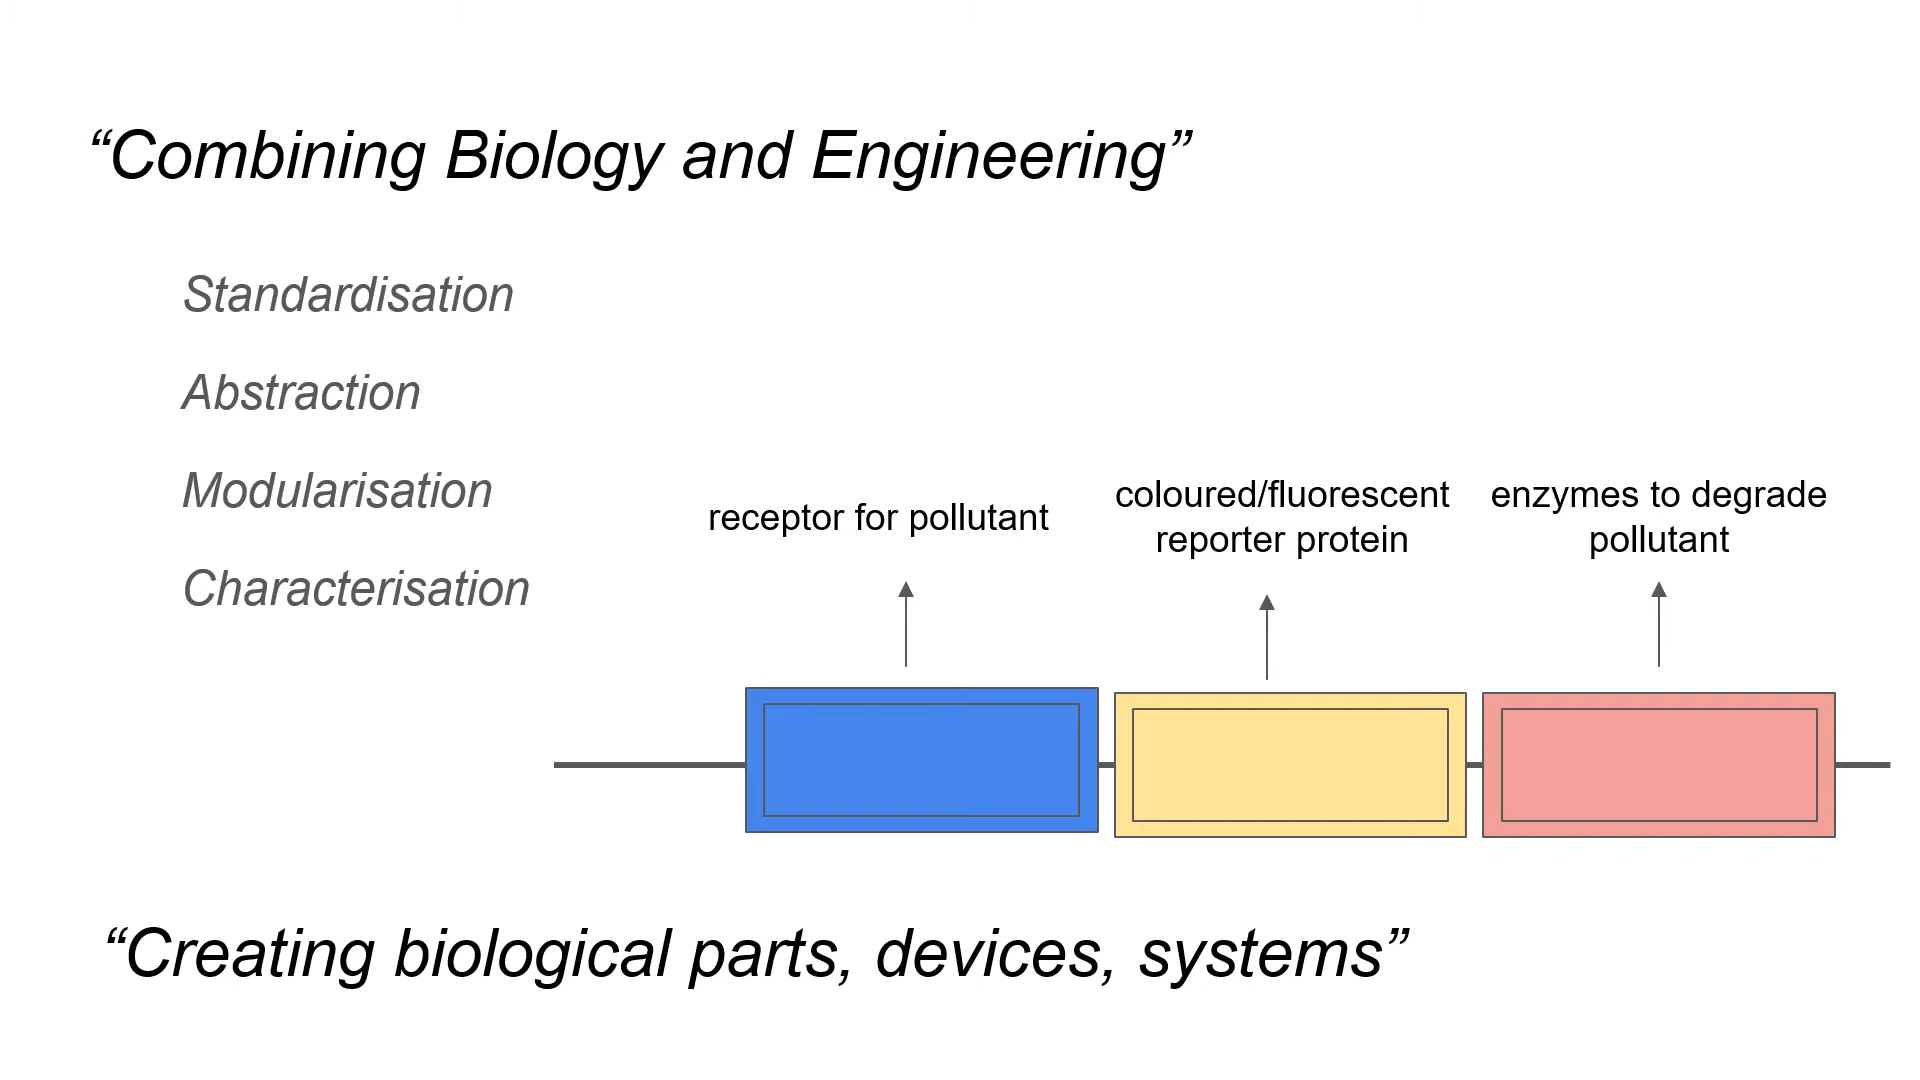 “Combining Biology and Engineering”
Standardisation
Abstraction
Modularisation
Characterisation
receptor for pollutant
coloured/fluorescent
reporter protein
enzymes to degrade
pollutant
“Creating biological parts, devices, systems”